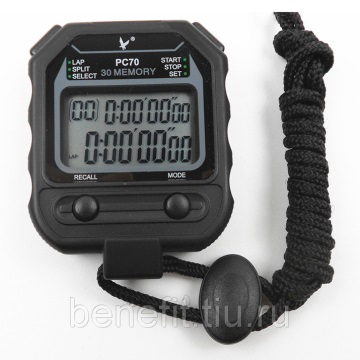 LAP
SPLIT
SELECT
PC70
START
STOP
SET
30 MEMORY
00 0:00'00"00
LAP 0:00'00"00
RECALL MODE
benefit.tiu.ru